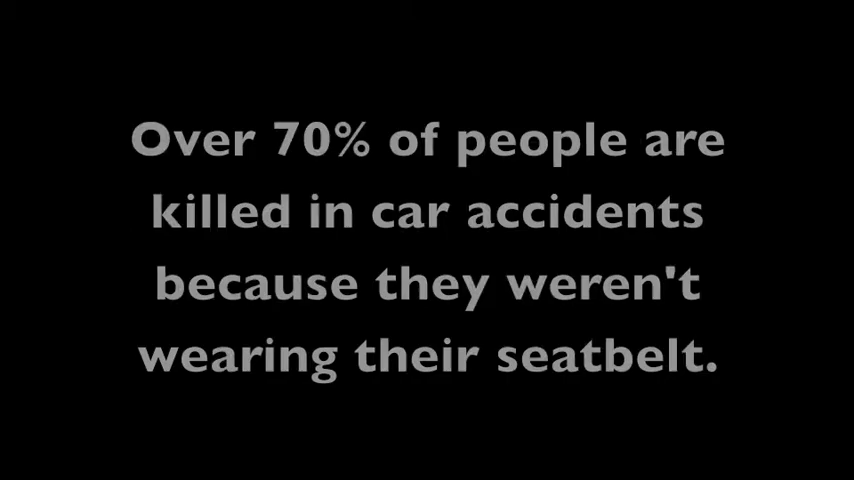 Over 70% of people are
killed in car accidents
because they weren't
wearing their seatbelt.